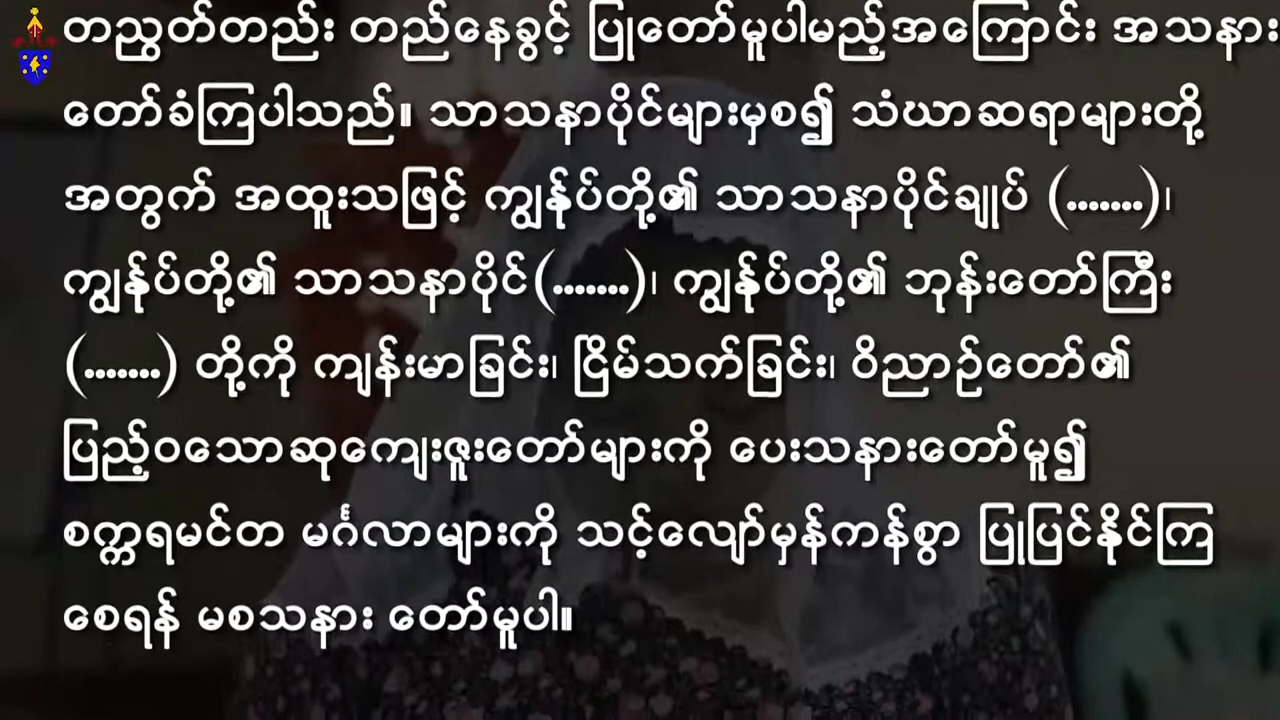 တညွတ်တည်း တည်နေခွင့် ပြုတော်မူပါမည့်အကြောင်း အသနား
တော်ခံကြပါသည်။ သာသနာပိုင်များမှစ၍ သံဃာဆရာများတို့
အတွက် အထူးသဖြင့် ကျွန်ုပ်တို့၏ သာသနာပိုင်ချုပ် (.......)၊
ကျွန်ုပ်တို့၏ သာသနာပိုင်(.......)၊ ကျွန်ုပ်တို့၏ ဘုန်းတော်ကြီး
(.......) တို့ကို ကျန်းမာခြင်း၊ ငြိမ်သက်ခြင်း၊ ဝိညာဉ်တော်၏
ပြည့်ဝသောဆုကျေးဇူးတော်များကို ပေးသနားတော်မူ၍
စက္ကရမင်တ မင်္ဂလာများကို သင့်လျော်မှန်ကန်စွာ ပြုပြင်နိုင်ကြ
စေရန် မစသနား တော်မူပါ။